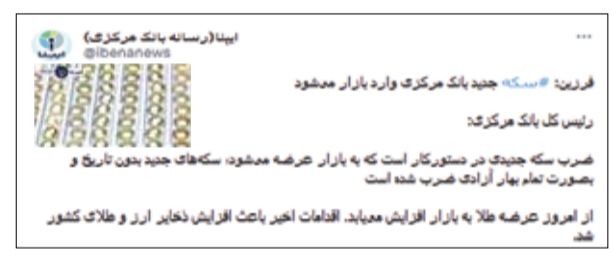 ایبنا(رسانه بانک مرکزی)
@ibenanews
فرزین: #سکه جدید بانک مرکزی وارد بازار می‌شود
رئیس کل بانک مرکزی:
ضرب سکه جدیدی در دستورکار است که به بازار عرضه می‌شود، سکه‌های جدید بدون تاریخ و
بصورت تمام بهار آزادی ضرب شده است
از امروز عرضه طلا به بازار افزایش می‌یابد. اقدامات اخیر باعث افزایش ذخایر ارز و طلای کشور
شد.